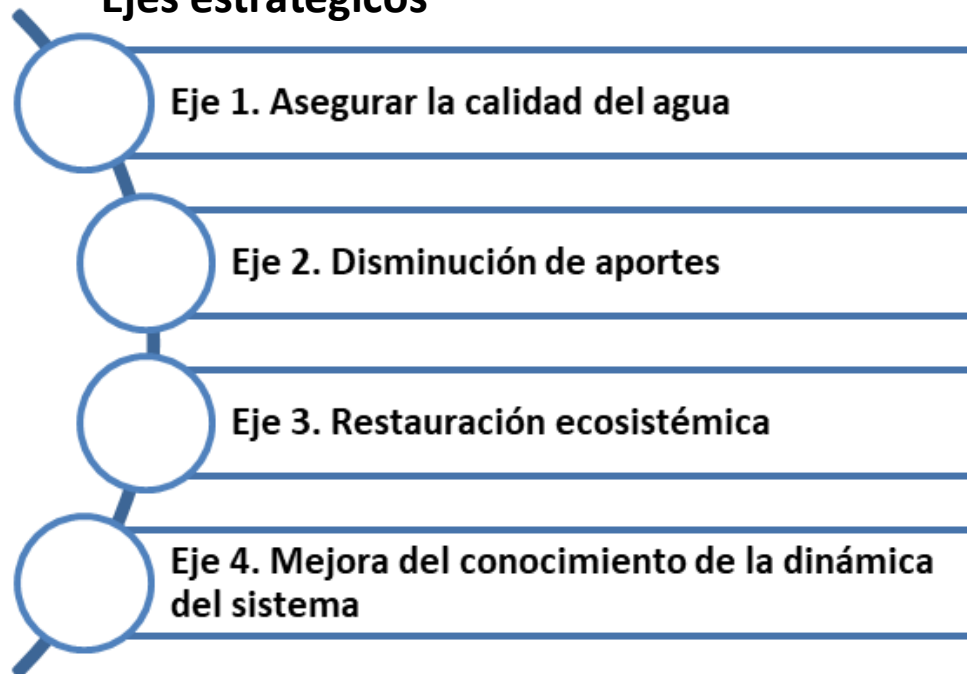 Ejes estratégicos
Eje 1. Asegurar la calidad del agua
Eje 2. Disminución de aportes
Eje 3. Restauración ecosistémica
Eje 4. Mejora del conocimiento de la dinámica
del sistema